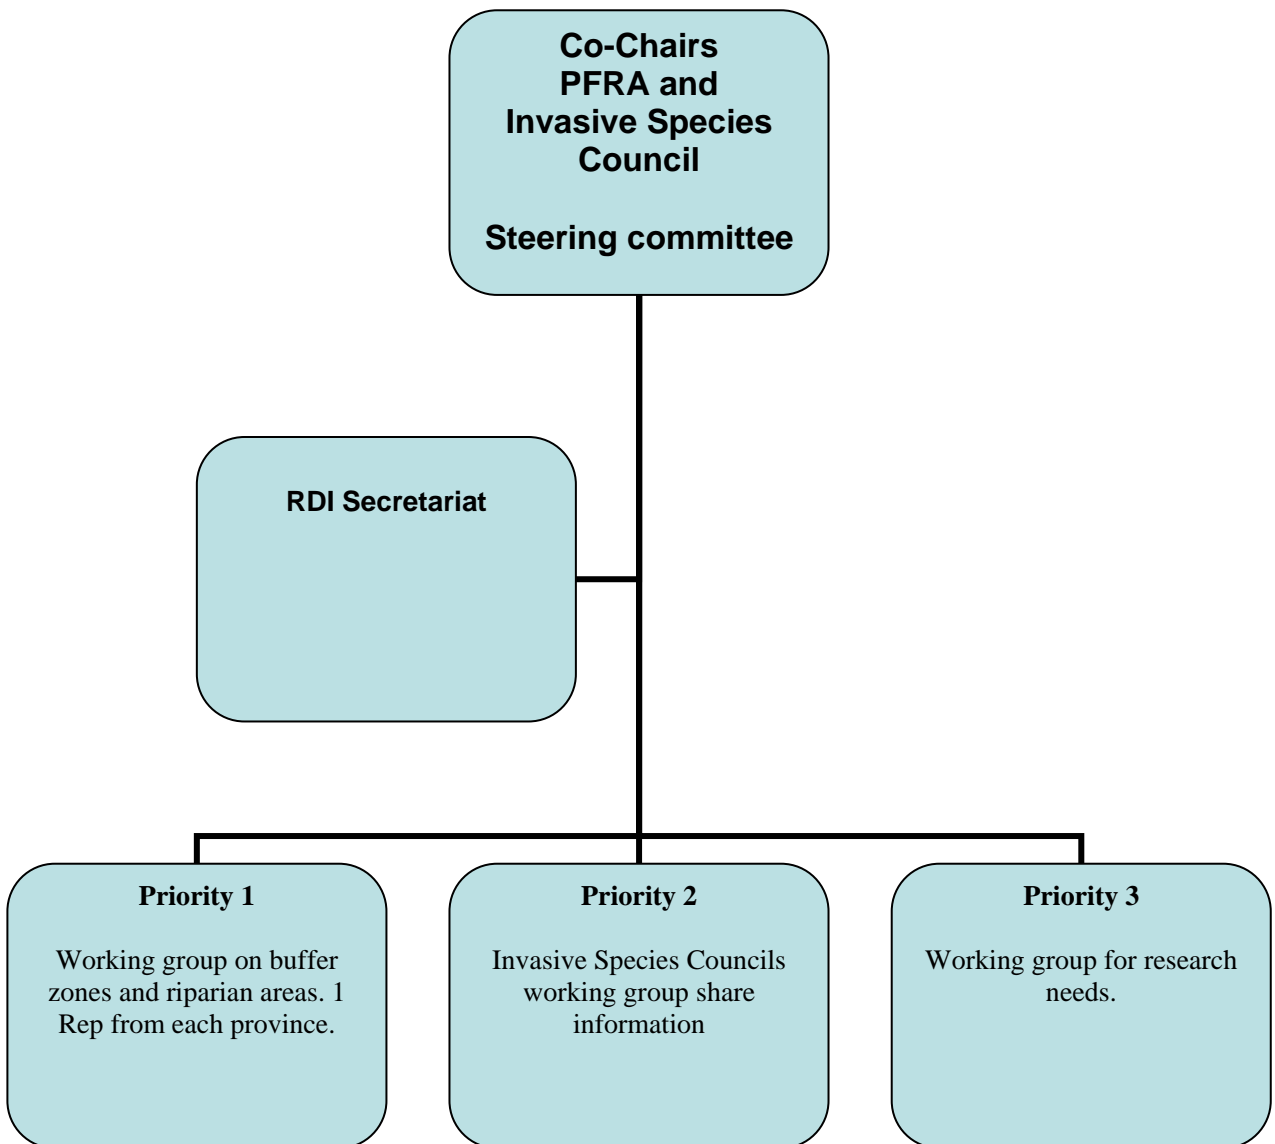 Co-Chairs
PFRA and
Invasive Species
Council
Steering committee
RDI Secretariat
Priority 1
Working group on buffer
zones and riparian areas. 1
Rep from each province.
Priority 2
Invasive Species Councils
working group share
information
Priority 3
Working group for research
needs.